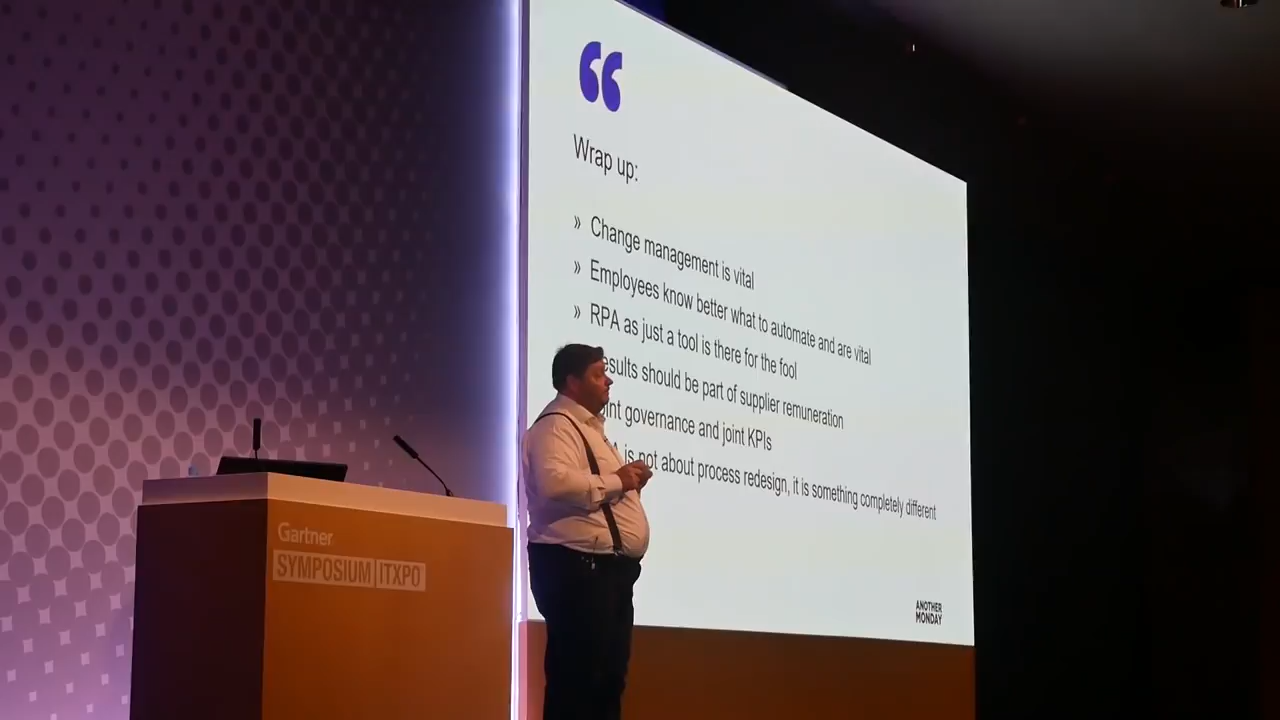 ❝
Wrap up:
» Change management is vital
» Employees know better what to automate and are vital
» RPA as just a tool is there for the fool
esults should be part of supplier remuneration
int governance and joint KPIs
A is not about process redesign, it is something completely different
ANOTHER
MONDAY
Gartner
SYMPOSIUM|ITXPO